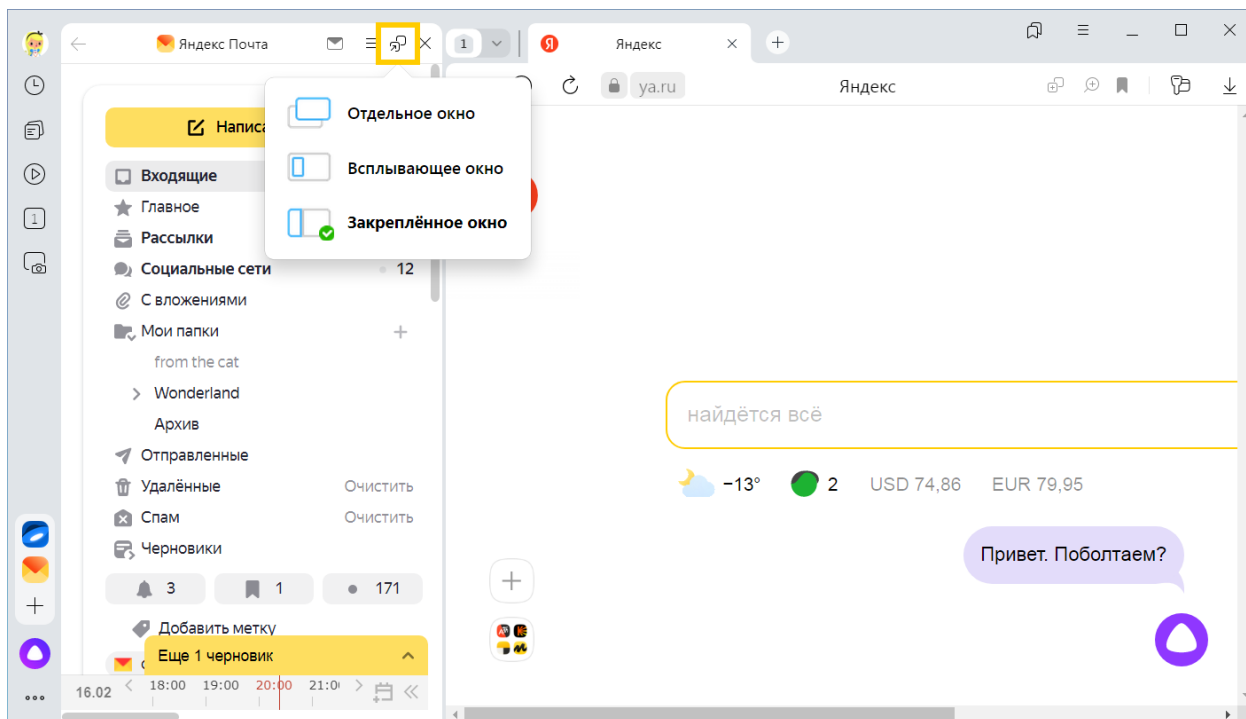 Яндекс Почта
1
Я
Яндекс
ya.ru
Яндекс
Отдельное окно
Всплывающее окно
Закреплённое окно
Входящие
Главное
Рассылки
Социальные сети 12
С вложениями
Мои папки
from the cat
Wonderland
Архив
Отправленные
Удалённые Очистить
Спам Очистить
Черновики
3 1 171
Добавить метку
Еще 1 черновик
16.02 18:00 19:00 20:00
1
найдётся всё
−13° 2 USD 74,86 EUR 79,95
Привет. Поболтаем?